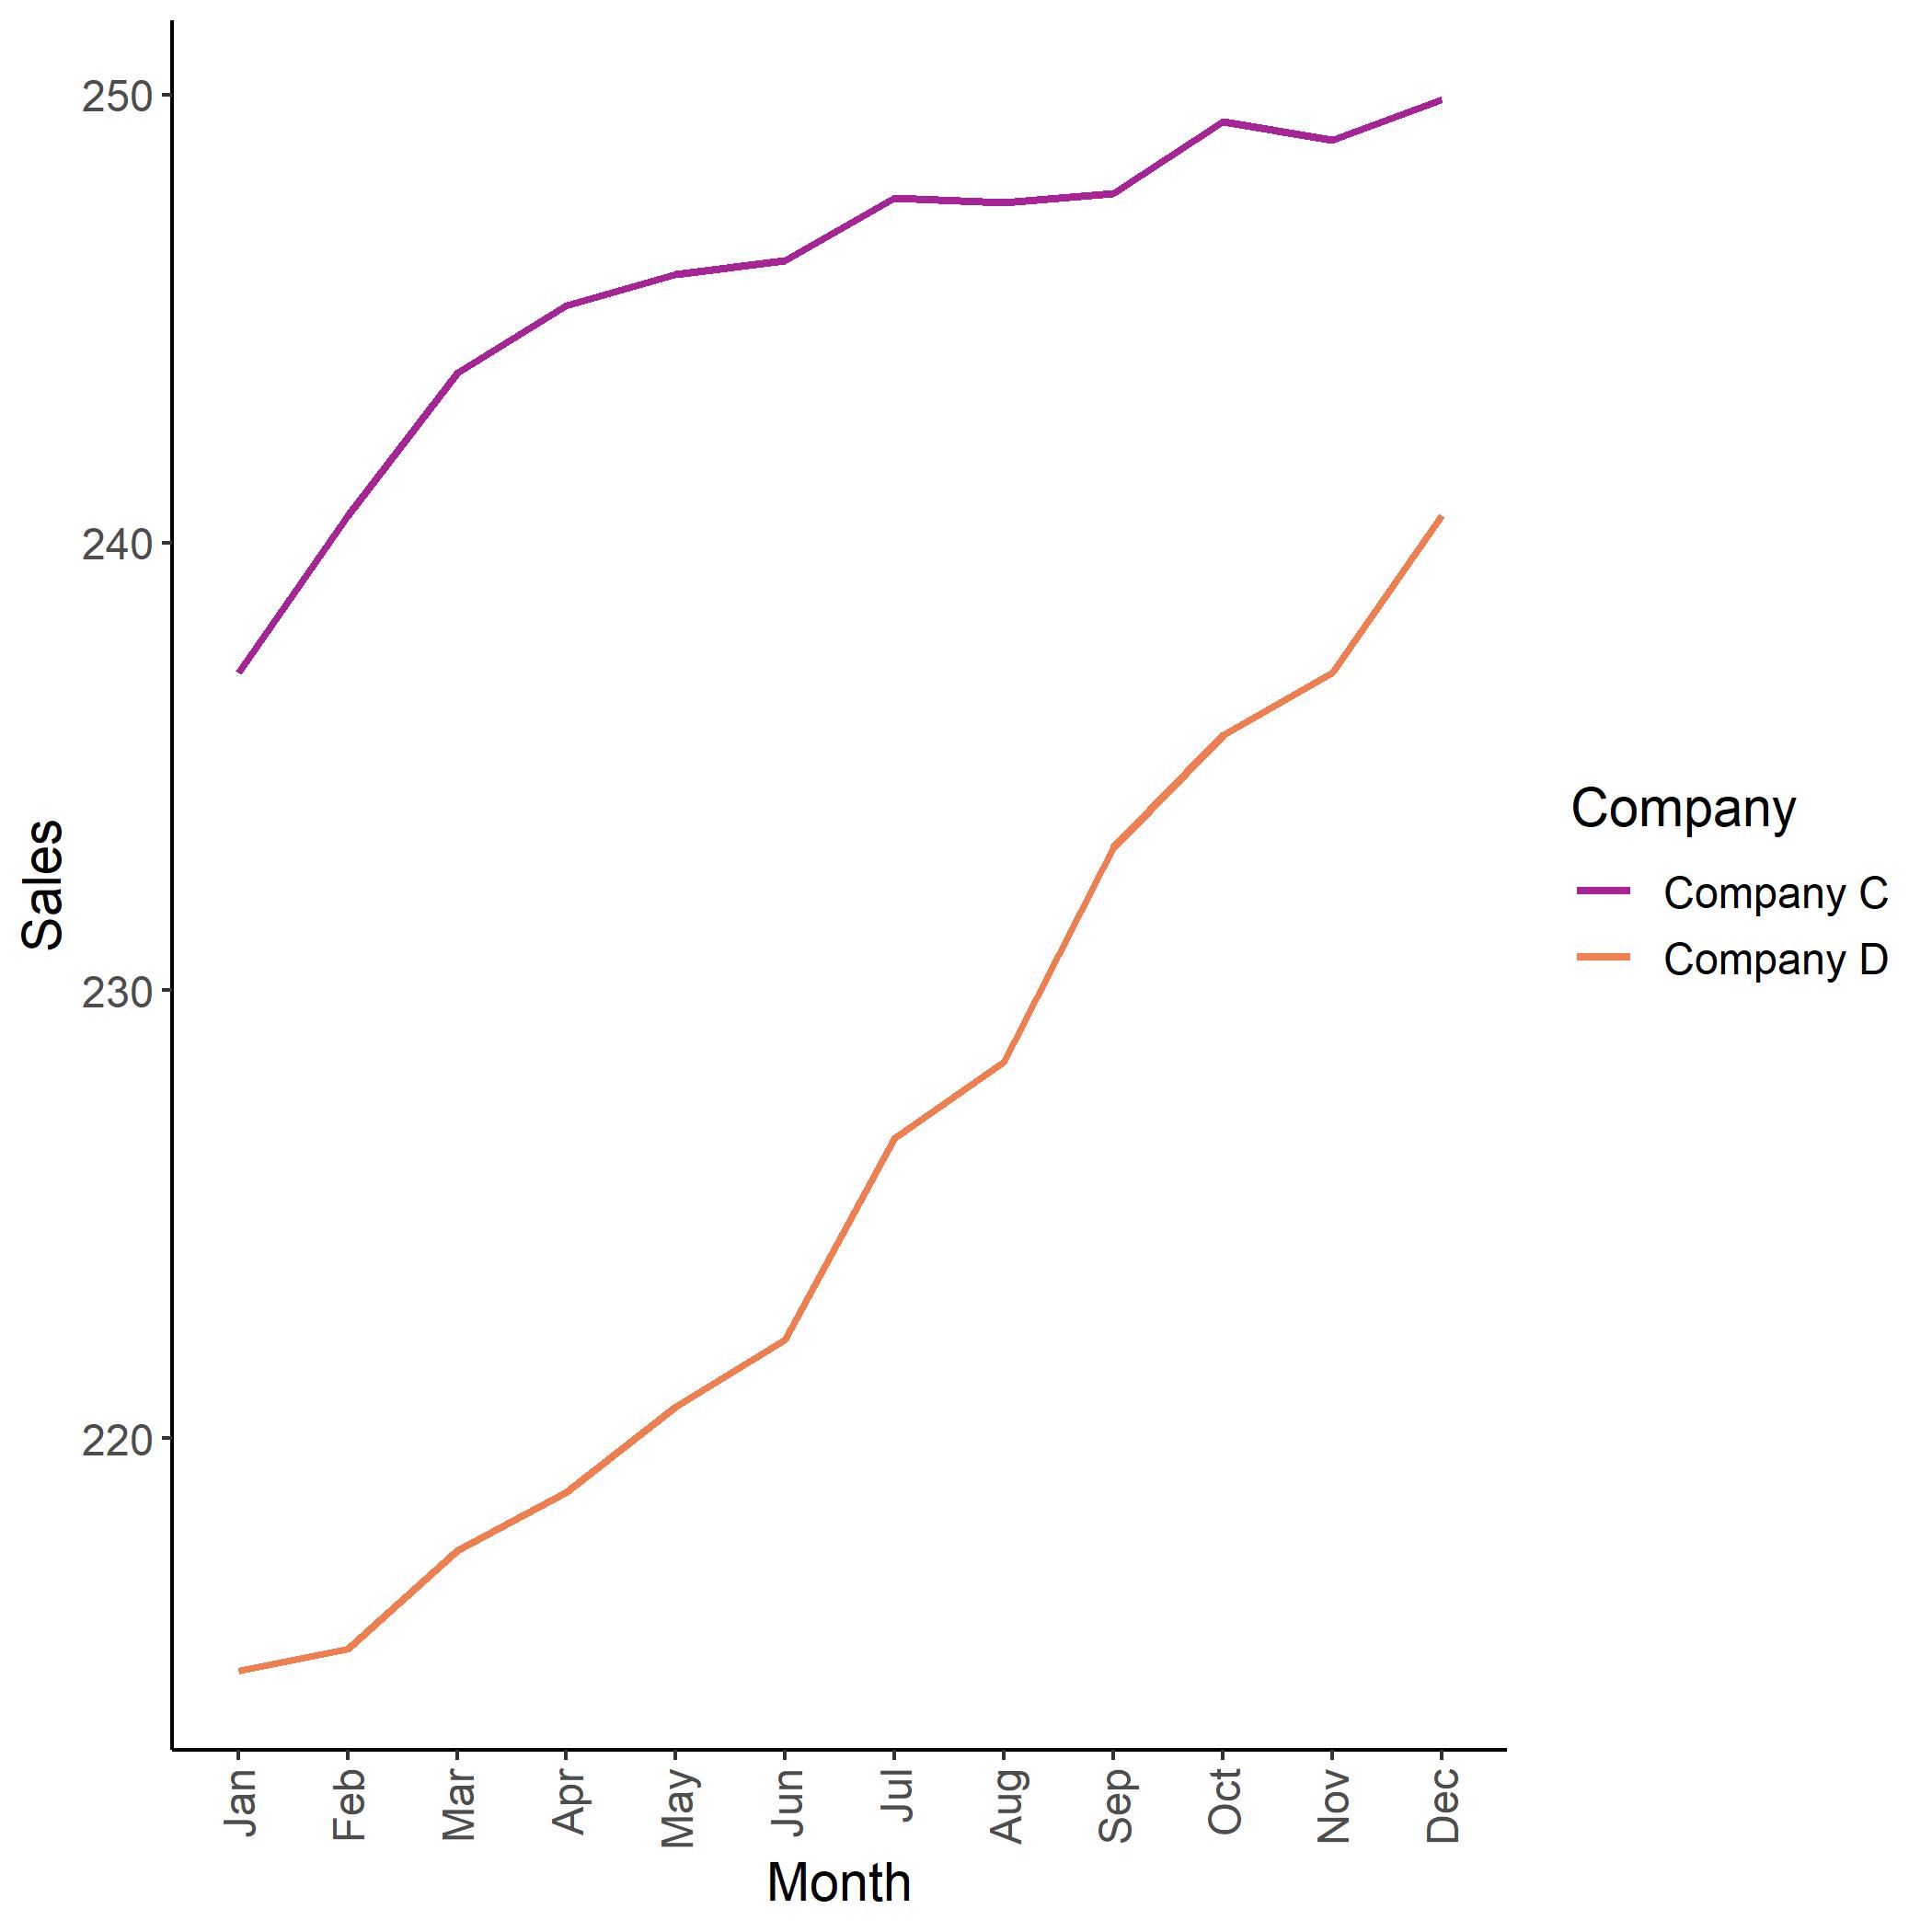 250
240
230
220
Sales
Jan
Feb
Mar
Apr
May
Jun
Jul
Aug
Sep
Oct
Nov
Dec
Month
Company
Company C
Company D